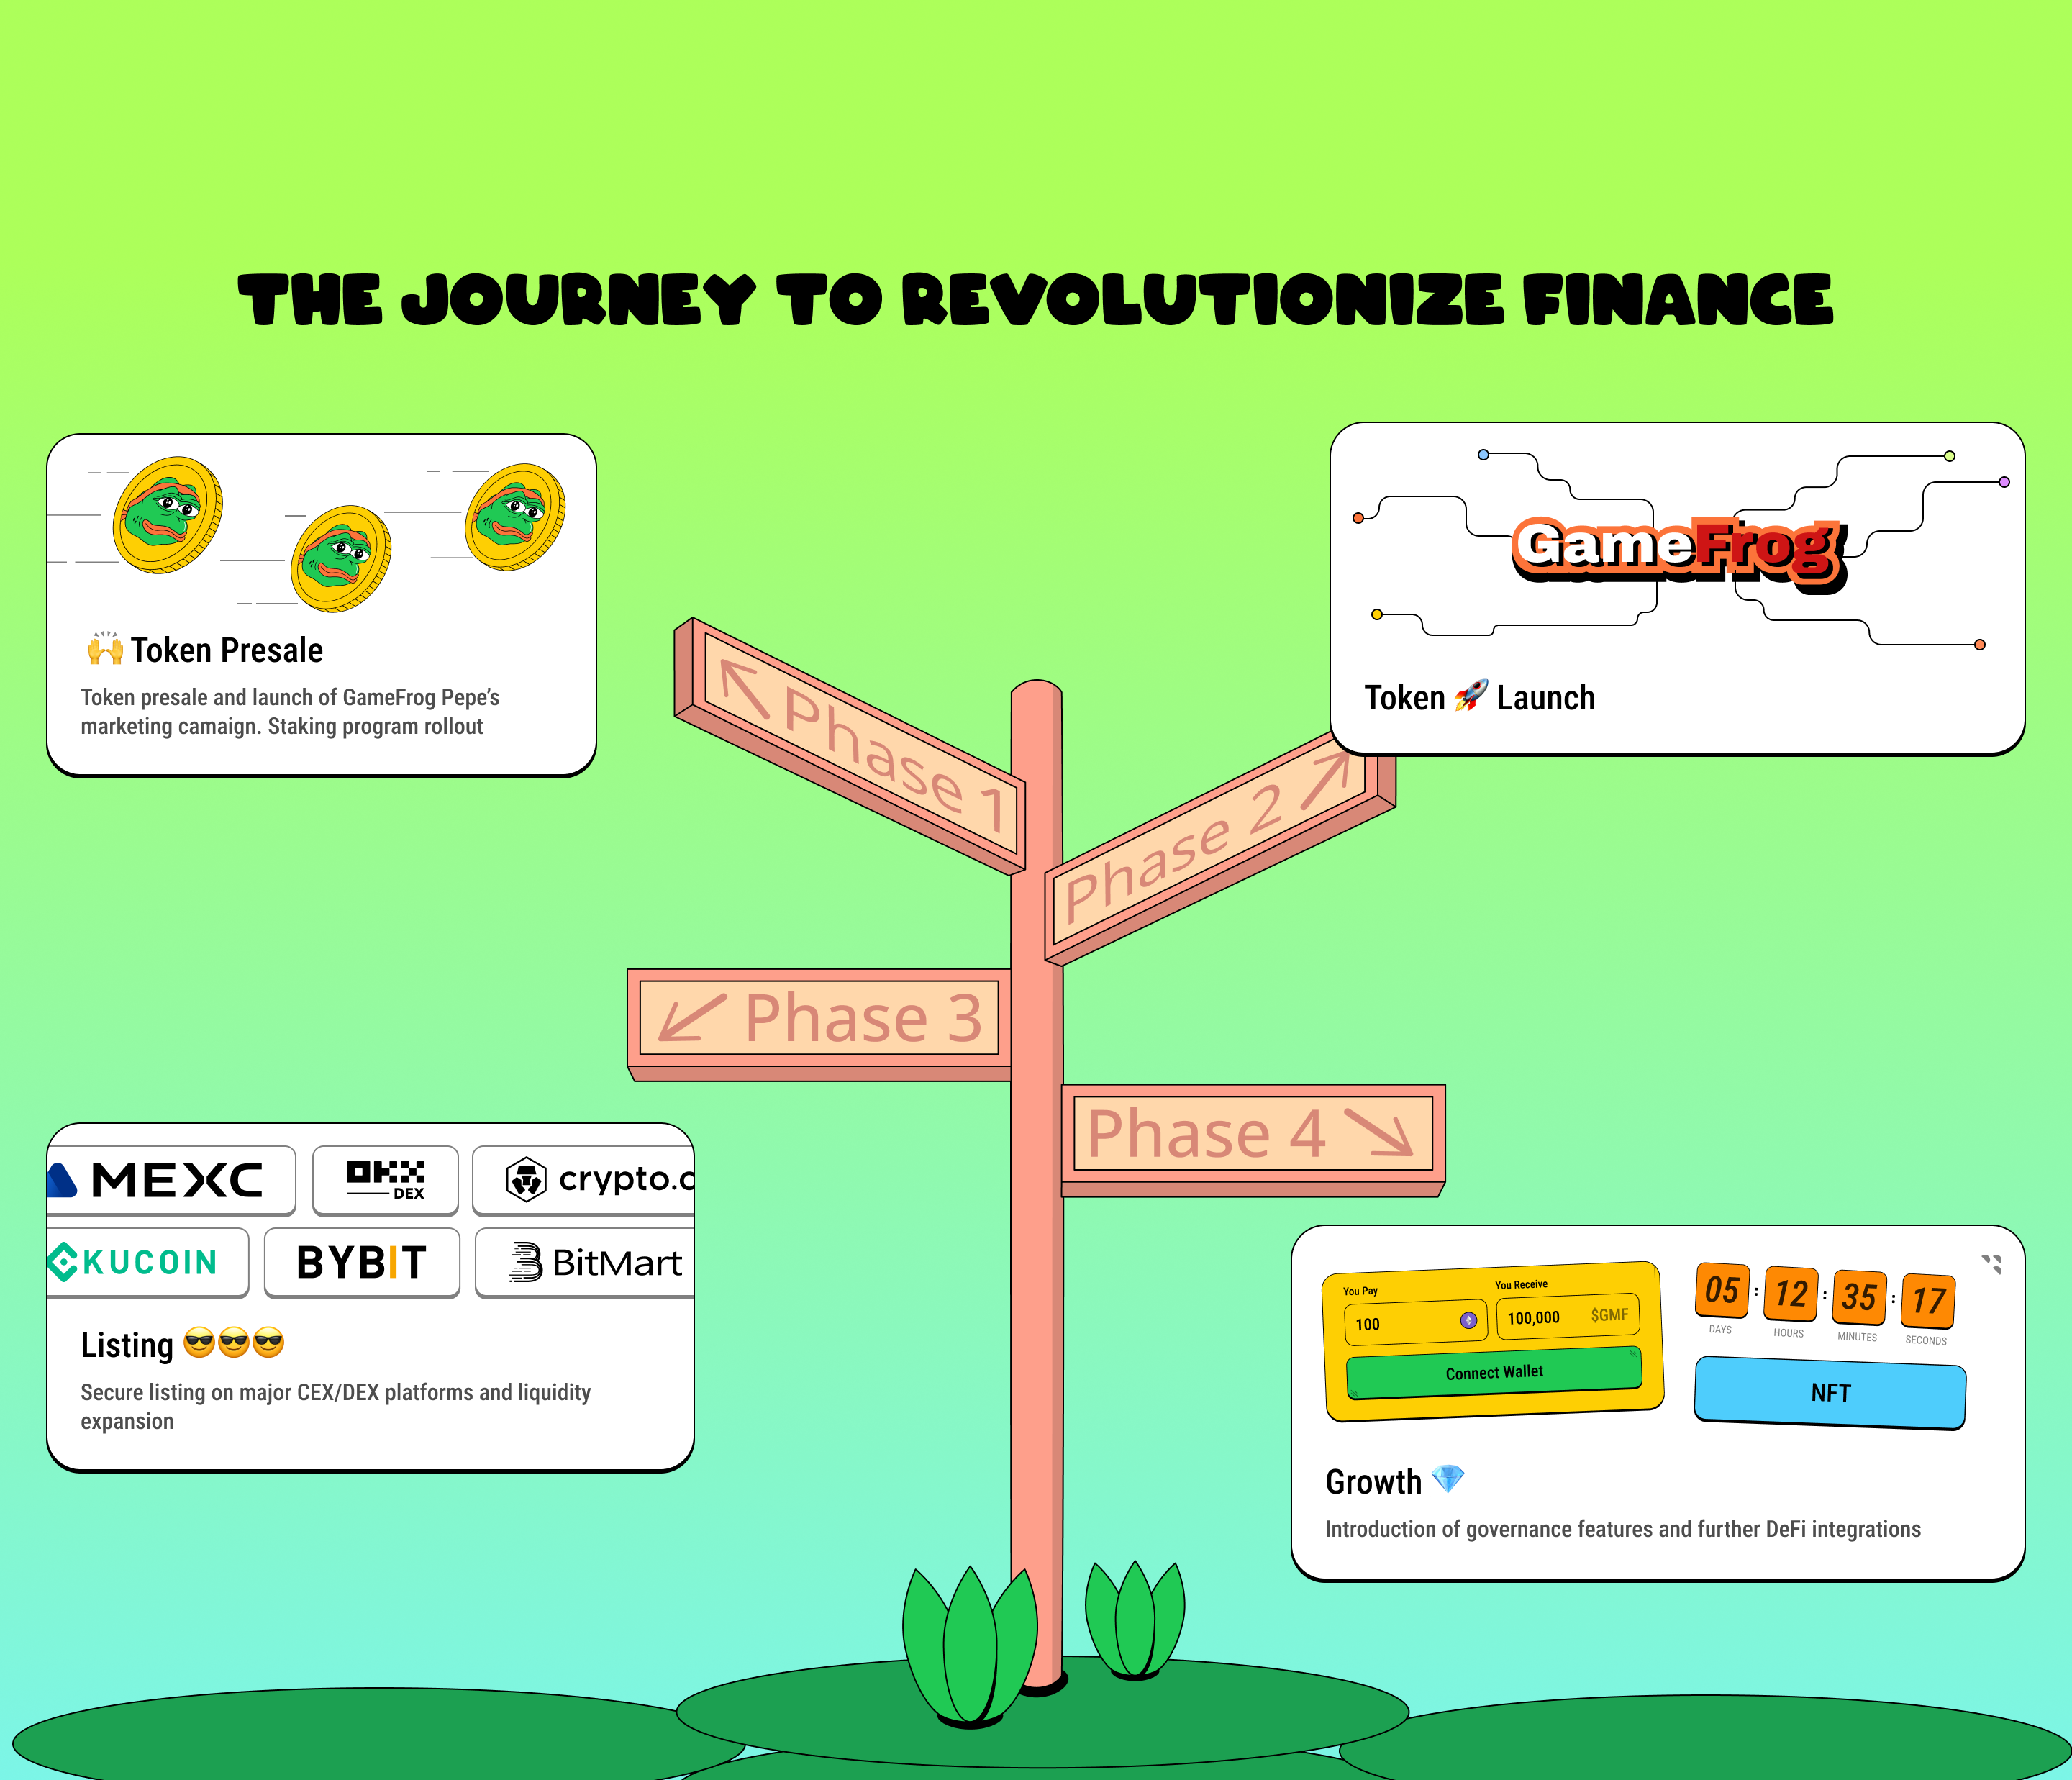 THE JOURNEY TO REVOLUTIONIZE FINANCE
Token Presale
Token presale and launch of GameFrog Pepe’s
marketing camaign. Staking program rollout
GameFrog
Token 🚀 Launch
Phase 1
Phase 2
Phase 3
Phase 4
MEXC
OKX
DEX
crypto.c
KUCOIN
BYBIT
BitMart
Listing 😎😎😎
Secure listing on major CEX/DEX platforms and liquidity
expansion
You Pay
You Receive
100
100,000 $GMF
Connect Wallet
05 : 12 : 35 : 17
DAYS HOURS MINUTES SECONDS
NFT
Growth 💎
Introduction of governance features and further DeFi integrations